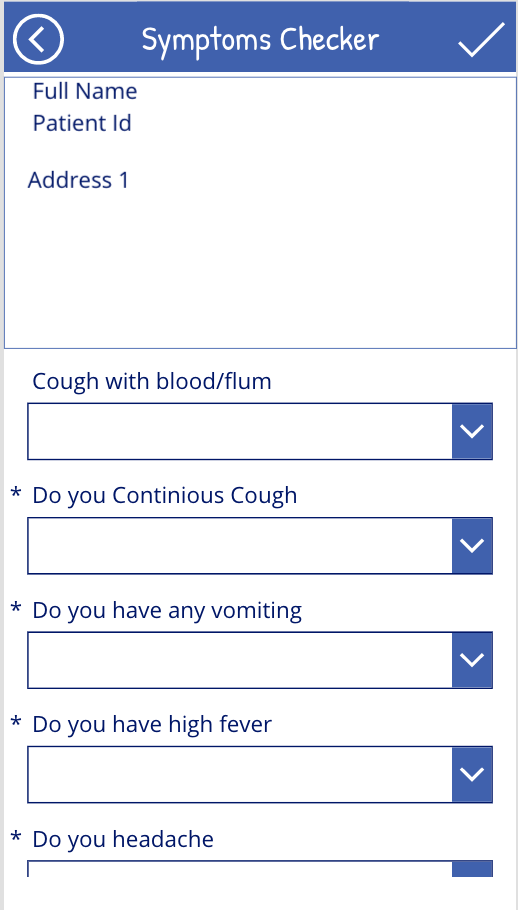 Symptoms Checker
Full Name
Patient Id
Address 1
Cough with blood/flum
* Do you Continious Cough
* Do you have any vomiting
* Do you have high fever
* Do you headache